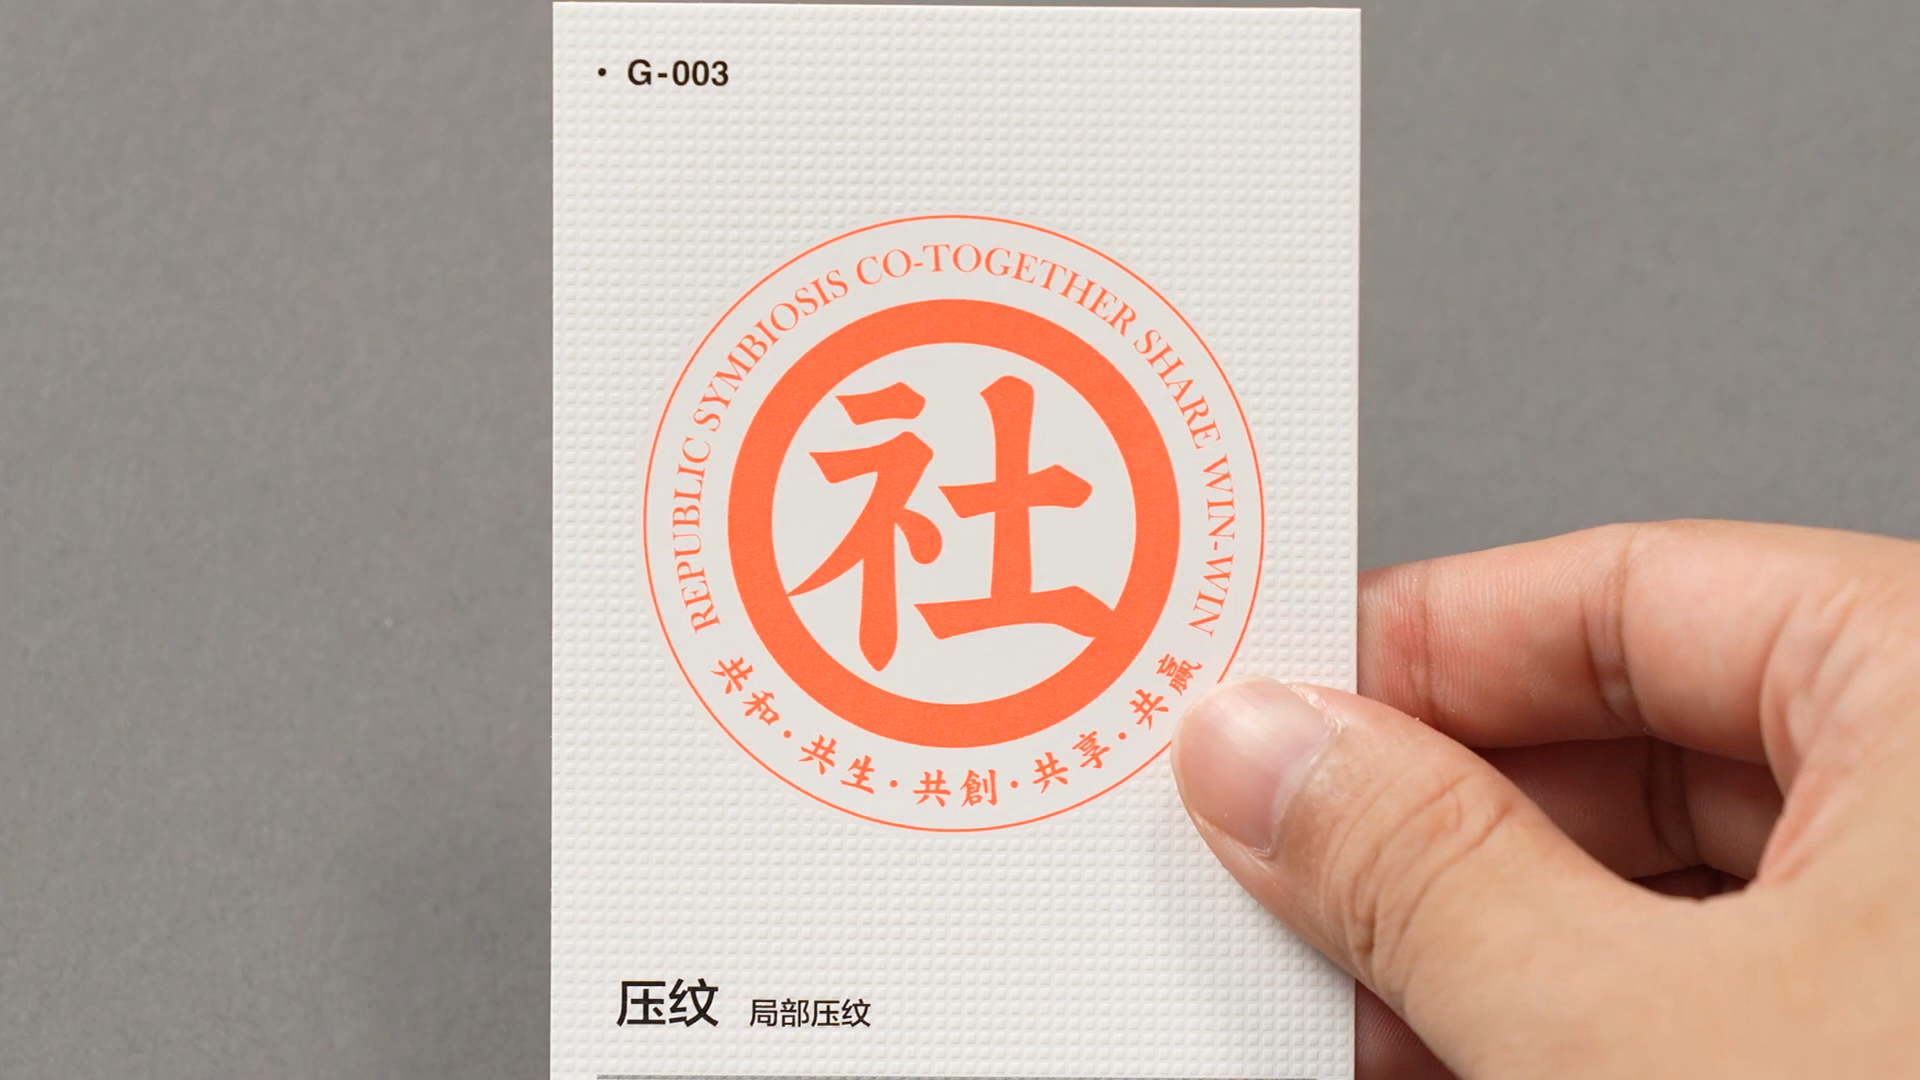 • G-003
REPUBLIC SYMBIOSIS CO-TOGETHER SHARE WIN-WIN
社
共和·共生·共創·共享·共贏
压纹 局部压纹